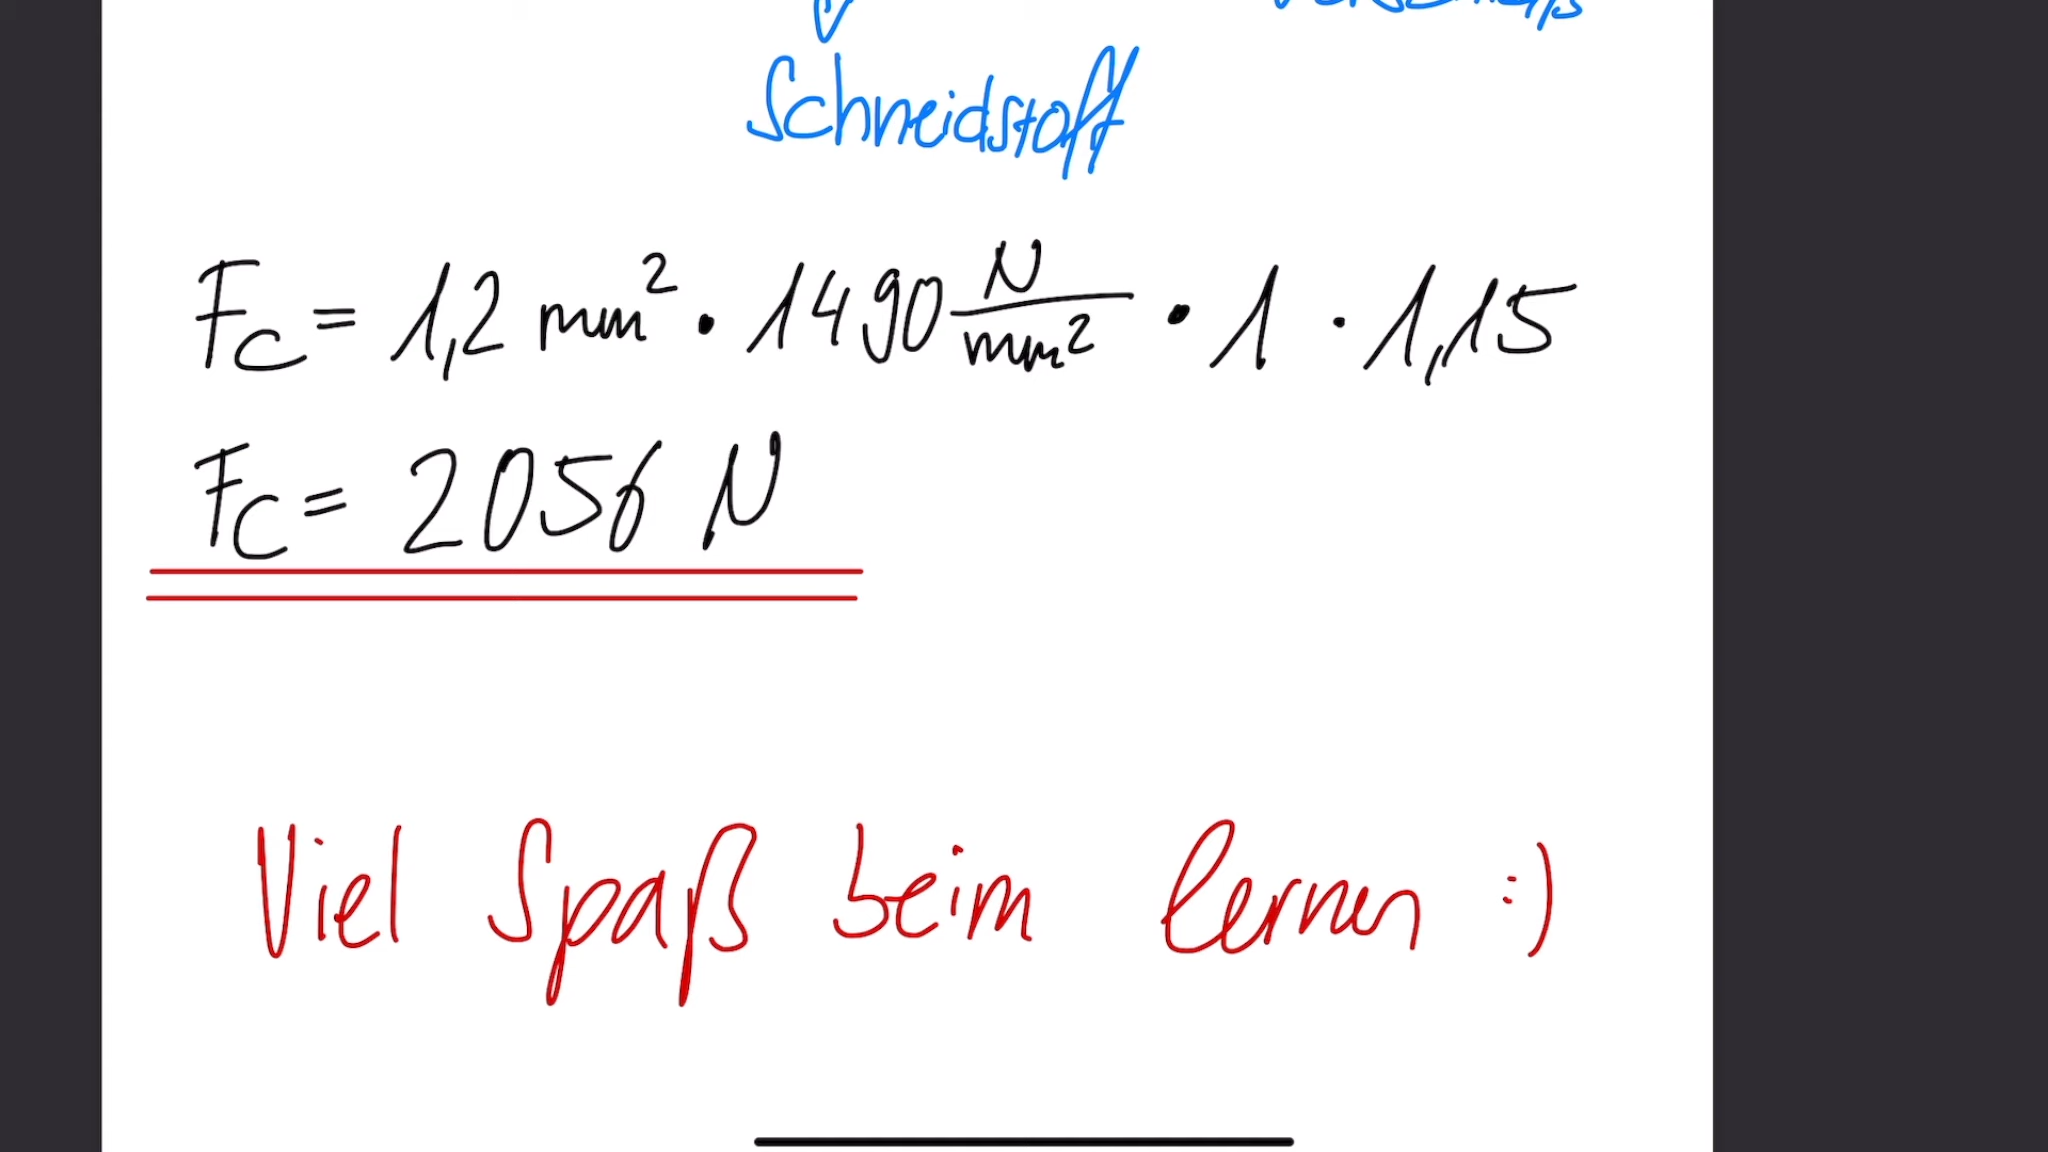 Schneidstoff
Fc = 1,2 mm² · 1490 N/mm² · 1 · 1,15
Fc = 2056 N
Viel Spaß beim lernen :)